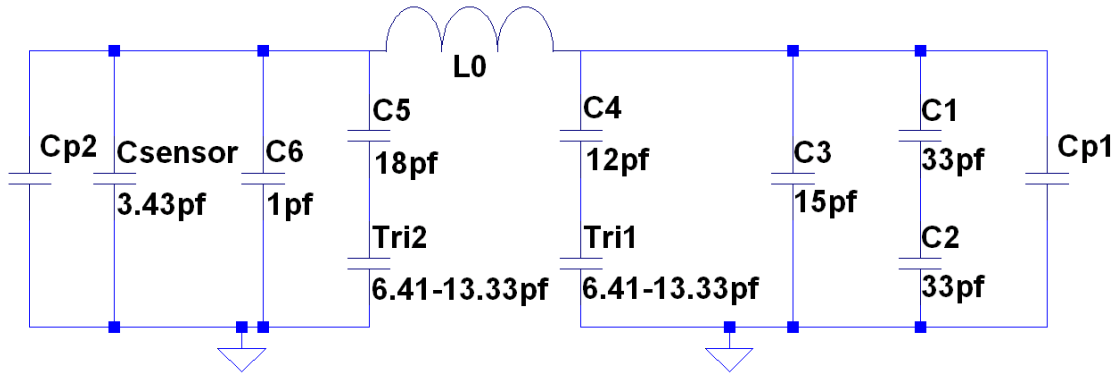 L0
C5
18pf
C4
12pf
C1
33pf
Cp2
Csensor
3.43pf
C6
1pf
C3
15pf
Cp1
Tri2
6.41-13.33pf
Tri1
6.41-13.33pf
C2
33pf